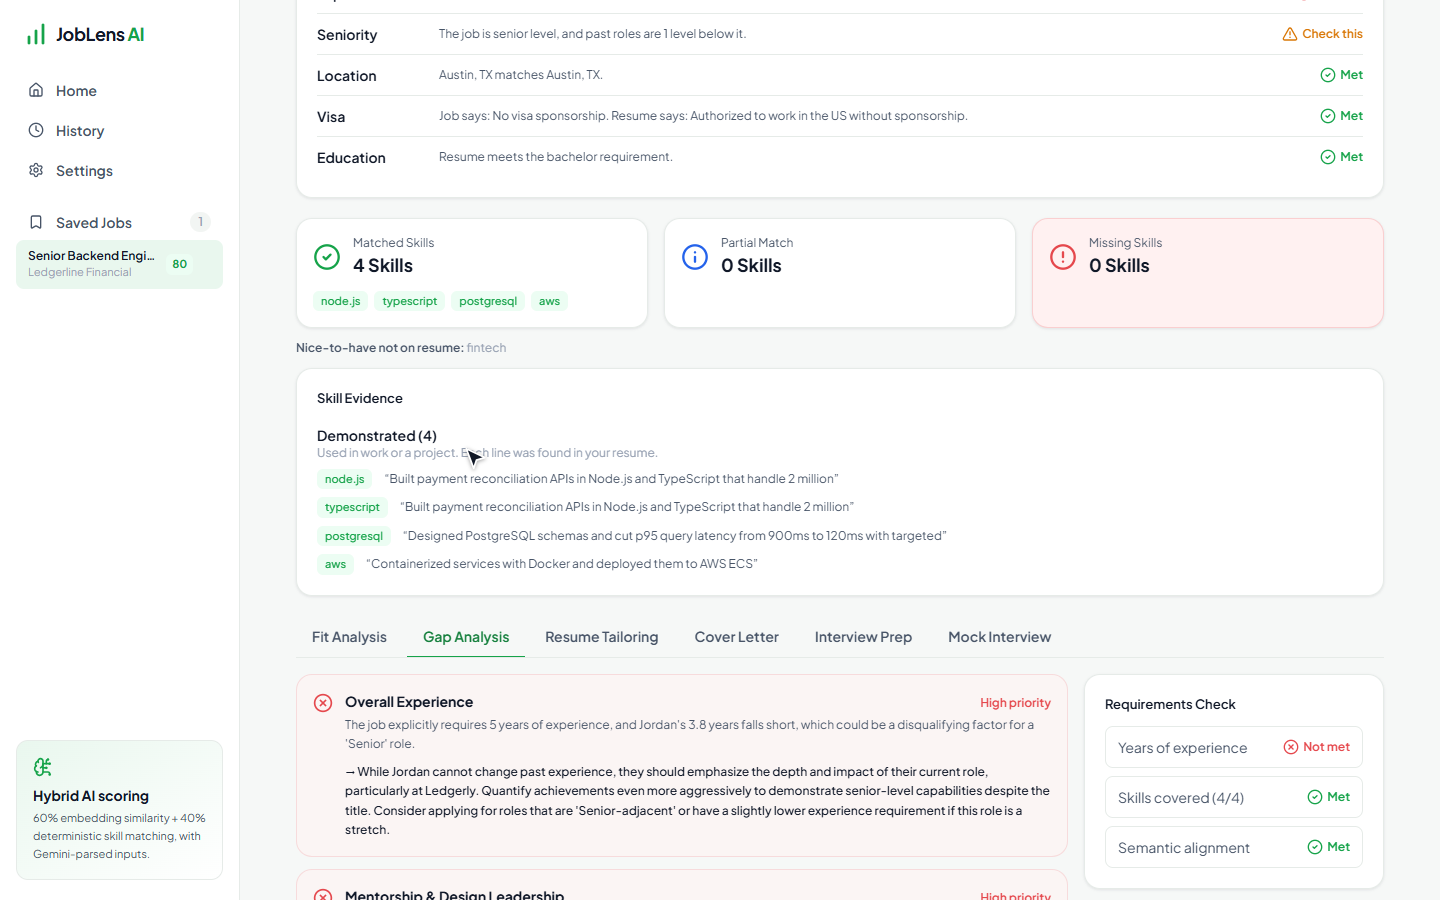 JobLens AI
Home
History
Settings
Saved Jobs 1
Senior Backend Engi...
Ledgerline Financial
80
Hybrid AI scoring
60% embedding similarity + 40%
deterministic skill matching, with
Gemini-parsed inputs.
Seniority The job is senior level, and past roles are 1 level below it. Check this
Location Austin, TX matches Austin, TX. Met
Visa Job says: No visa sponsorship. Resume says: Authorized to work in the US without sponsorship. Met
Education Resume meets the bachelor requirement. Met
Matched Skills
4 Skills
node.js typescript postgresql aws
Partial Match
0 Skills
Missing Skills
0 Skills
Nice-to-have not on resume: fintech
Skill Evidence
Demonstrated (4)
Used in work or a project. Each line was found in your resume.
node.js “Built payment reconciliation APIs in Node.js and TypeScript that handle 2 million”
typescript “Built payment reconciliation APIs in Node.js and TypeScript that handle 2 million”
postgresql “Designed PostgreSQL schemas and cut p95 query latency from 900ms to 120ms with targeted”
aws “Containerized services with Docker and deployed them to AWS ECS”
Fit Analysis Gap Analysis Resume Tailoring Cover Letter Interview Prep Mock Interview
Overall Experience High priority
The job explicitly requires 5 years of experience, and Jordan's 3.8 years falls short, which could be a disqualifying factor for a
'Senior' role.
→ While Jordan cannot change past experience, they should emphasize the depth and impact of their current role,
particularly at Ledgerly. Quantify achievements even more aggressively to demonstrate senior-level capabilities despite the
title. Consider applying for roles that are 'Senior-adjacent' or have a slightly lower experience requirement if this role is a
stretch.
Mentorship & Design Leadership High priority
Requirements Check
Years of experience Not met
Skills covered (4/4) Met
Semantic alignment Met